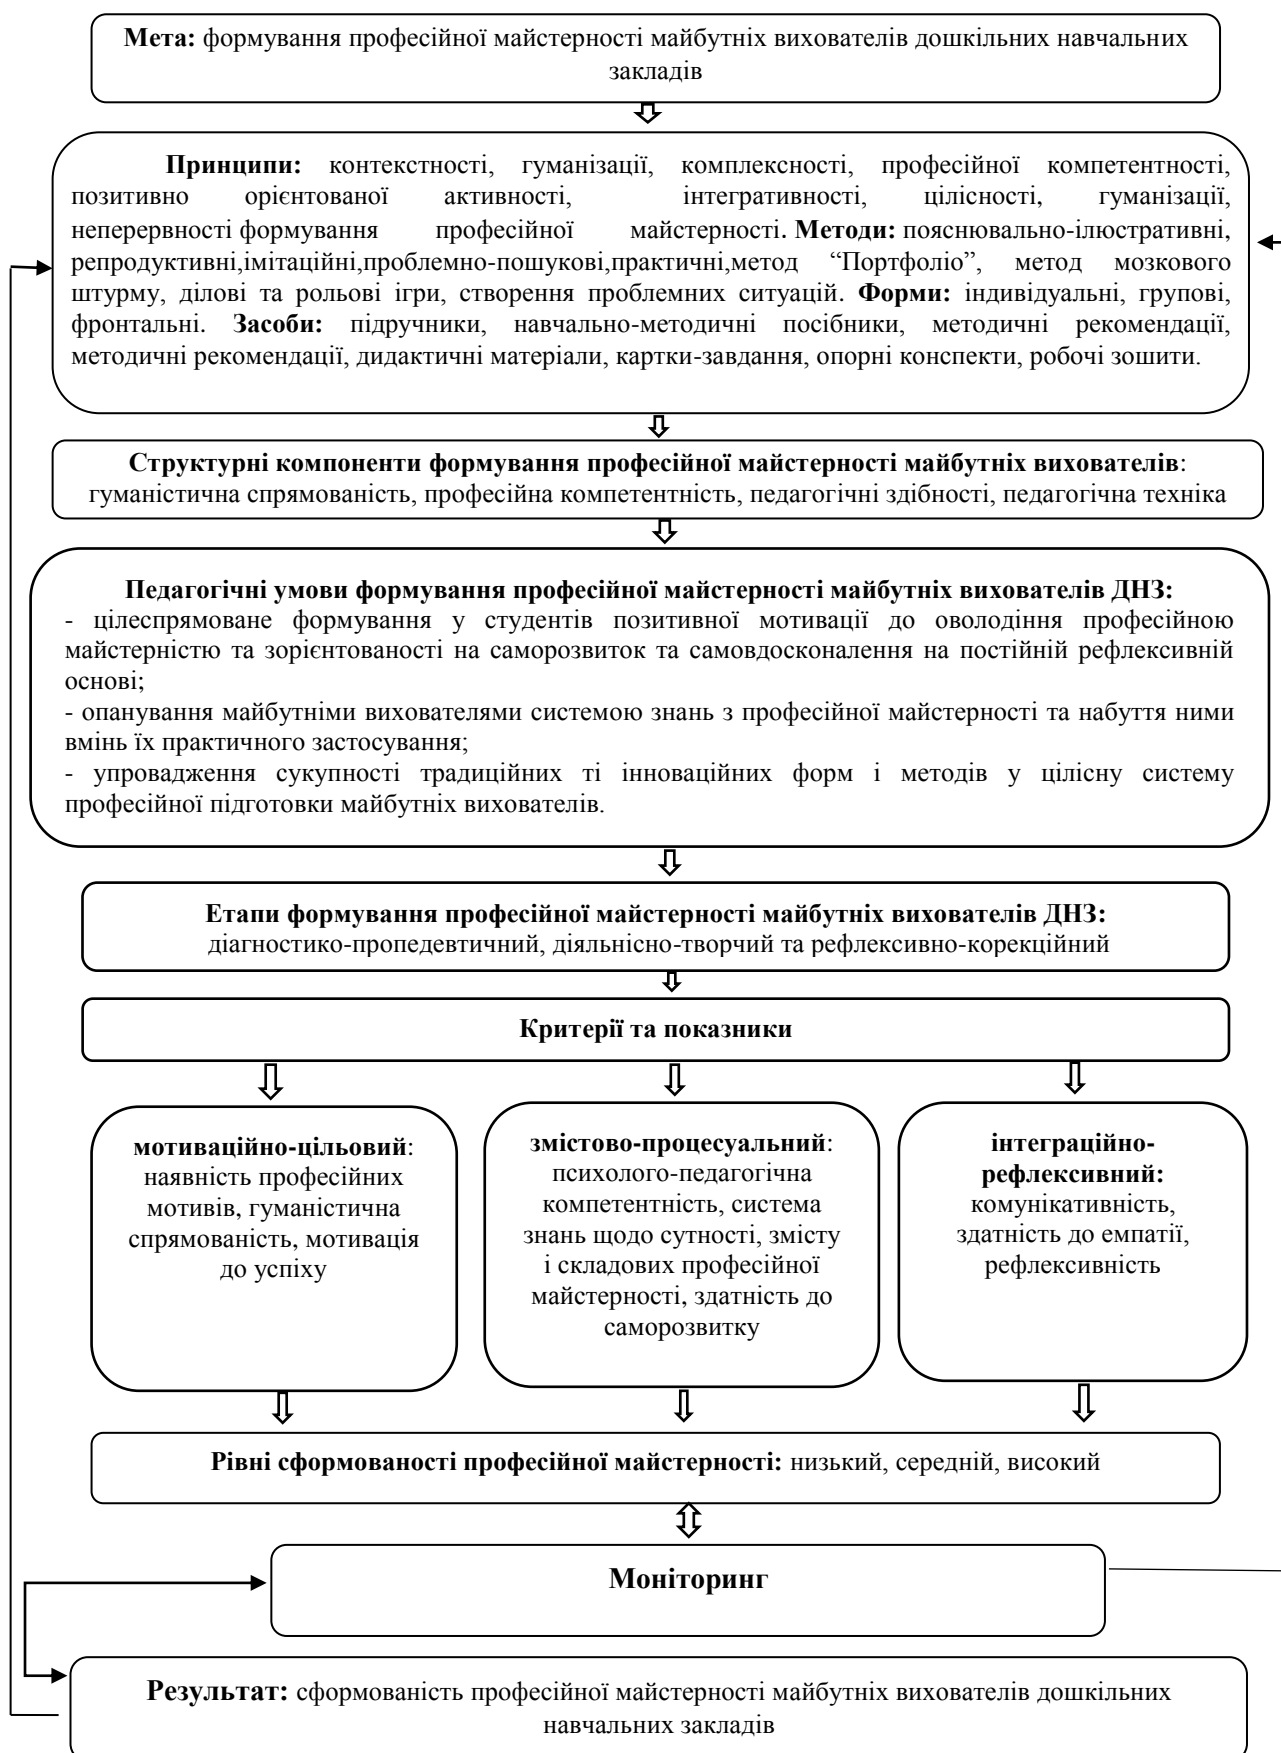 Мета: формування професійної майстерності майбутніх вихователів дошкільних навчальних
закладів
Принципи: контекстності, гуманізації, комплексності, професійної компетентності,
позитивно орієнтованої активності, інтегративності, цілісності, гуманізації,
неперервності формування професійної майстерності. Методи: пояснювально-ілюстративні,
репродуктивні,імітаційні,проблемно-пошукові,практичні,метод “Портфоліо”, метод мозкового
штурму, ділові та рольові ігри, створення проблемних ситуацій. Форми: індивідуальні, групові,
фронтальні. Засоби: підручники, навчально-методичні посібники, методичні рекомендації,
методичні рекомендації, дидактичні матеріали, картки-завдання, опорні конспекти, робочі зошити.
Структурні компоненти формування професійної майстерності майбутніх вихователів:
гуманістична спрямованість, професійна компетентність, педагогічні здібності, педагогічна техніка
Педагогічні умови формування професійної майстерності майбутніх вихователів ДНЗ:
- цілеспрямоване формування у студентів позитивної мотивації до оволодіння професійною
майстерністю та зорієнтованості на саморозвиток та самовдосконалення на постійній рефлексивній
основі;
- опанування майбутніми вихователями системою знань з професійної майстерності та набуття ними
вмінь їх практичного застосування;
- упровадження сукупності традиційних ті інноваційних форм і методів у цілісну систему
професійної підготовки майбутніх вихователів.
Етапи формування професійної майстерності майбутніх вихователів ДНЗ:
діагностико-пропедевтичний, діяльнісно-творчий та рефлексивно-корекційний
Критерії та показники
мотиваційно-цільовий:
наявність професійних
мотивів, гуманістична
спрямованість, мотивація
до успіху
змістово-процесуальний:
психолого-педагогічна
компетентність, система
знань щодо сутності, змісту
і складових професійної
майстерності, здатність до
саморозвитку
інтеграційно-
рефлексивний:
комунікативність,
здатність до емпатії,
рефлексивність
Рівні сформованості професійної майстерності: низький, середній, високий
Моніторинг
Результат: сформованість професійної майстерності майбутніх вихователів дошкільних
навчальних закладів